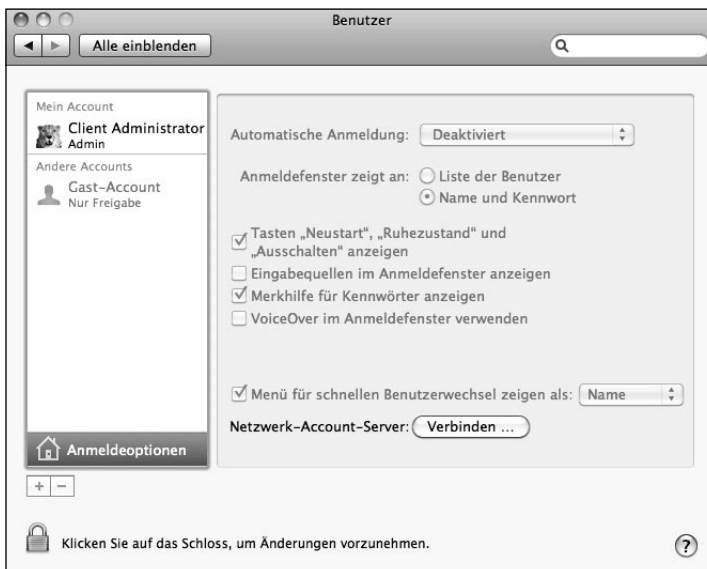 Benutzer
Alle einblenden
Mein Account
Client Administrator
Admin
Andere Accounts
Gast-Account
Nur Freigabe
Anmeldeoptionen
Automatische Anmeldung: Deaktiviert
Anmeldefenster zeigt an: Liste der Benutzer
Name und Kennwort
Tasten „Neustart“, „Ruhezustand“ und
„Ausschalten“ anzeigen
Eingabequellen im Anmeldefenster anzeigen
Merkhilfe für Kennwörter anzeigen
VoiceOver im Anmeldefenster verwenden
Menü für schnellen Benutzerwechsel zeigen als: Name
Netzwerk-Account-Server: Verbinden ...
+ −
Klicken Sie auf das Schloss, um Änderungen vorzunehmen.
?